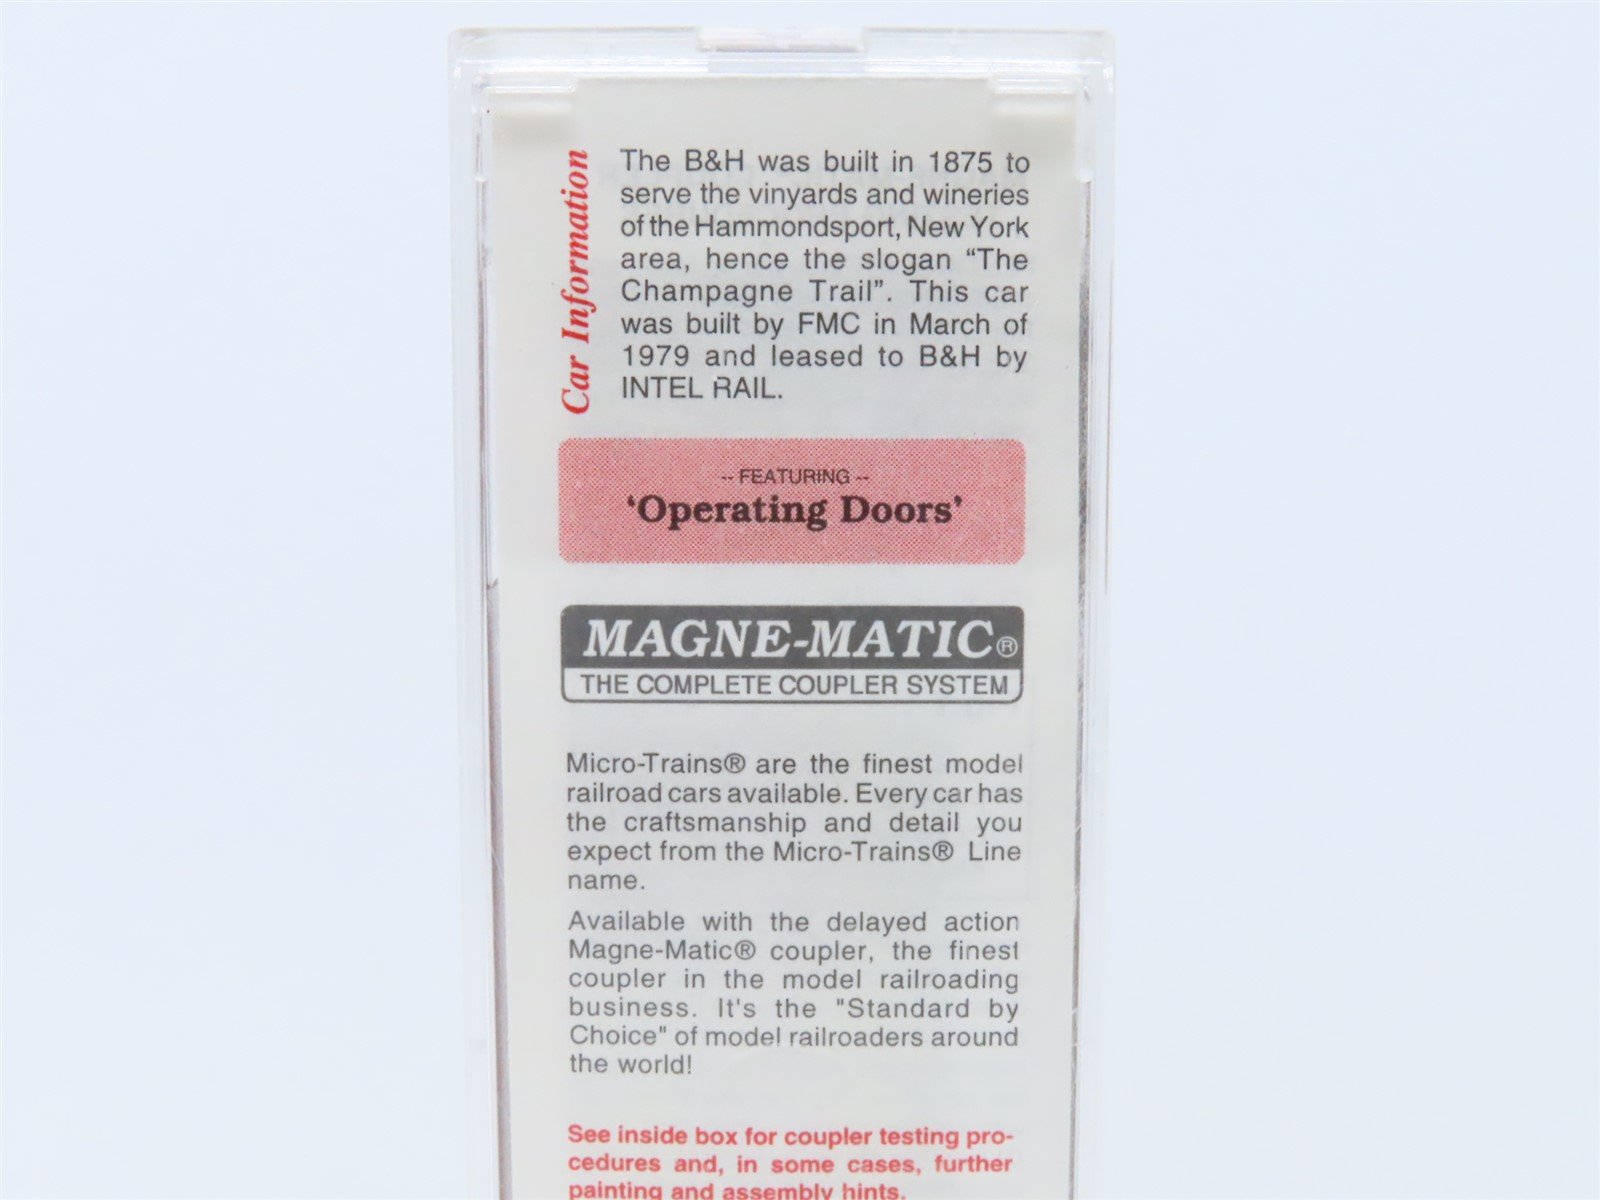 Car Information
The B&H was built in 1875 to
serve the vinyards and wineries
of the Hammondsport, New York
area, hence the slogan “The
Champagne Trail”. This car
was built by FMC in March of
1979 and leased to B&H by
INTEL RAIL.
-- FEATURING --
‘Operating Doors’
MAGNE-MATIC®
THE COMPLETE COUPLER SYSTEM
Micro-Trains® are the finest model
railroad cars available. Every car has
the craftsmanship and detail you
expect from the Micro-Trains® Line
name.
Available with the delayed action
Magne-Matic® coupler, the finest
coupler in the model railroading
business. It's the "Standard by
Choice" of model railroaders around
the world!
See inside box for coupler testing pro-
cedures and, in some cases, further
painting and assembly hints.